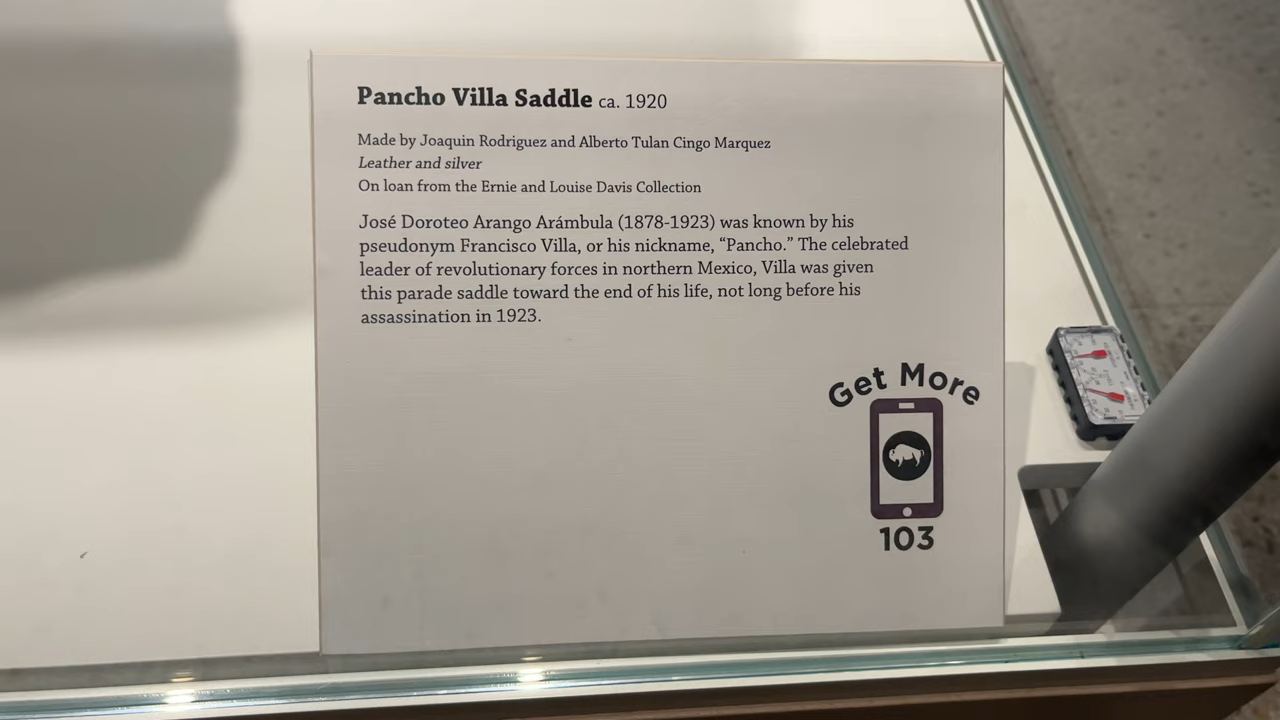 Pancho Villa Saddle ca. 1920
Made by Joaquin Rodriguez and Alberto Tulan Cingo Marquez
Leather and silver
On loan from the Ernie and Louise Davis Collection
José Doroteo Arango Arámbula (1878-1923) was known by his
pseudonym Francisco Villa, or his nickname, “Pancho.” The celebrated
leader of revolutionary forces in northern Mexico, Villa was given
this parade saddle toward the end of his life, not long before his
assassination in 1923.
Get More
103